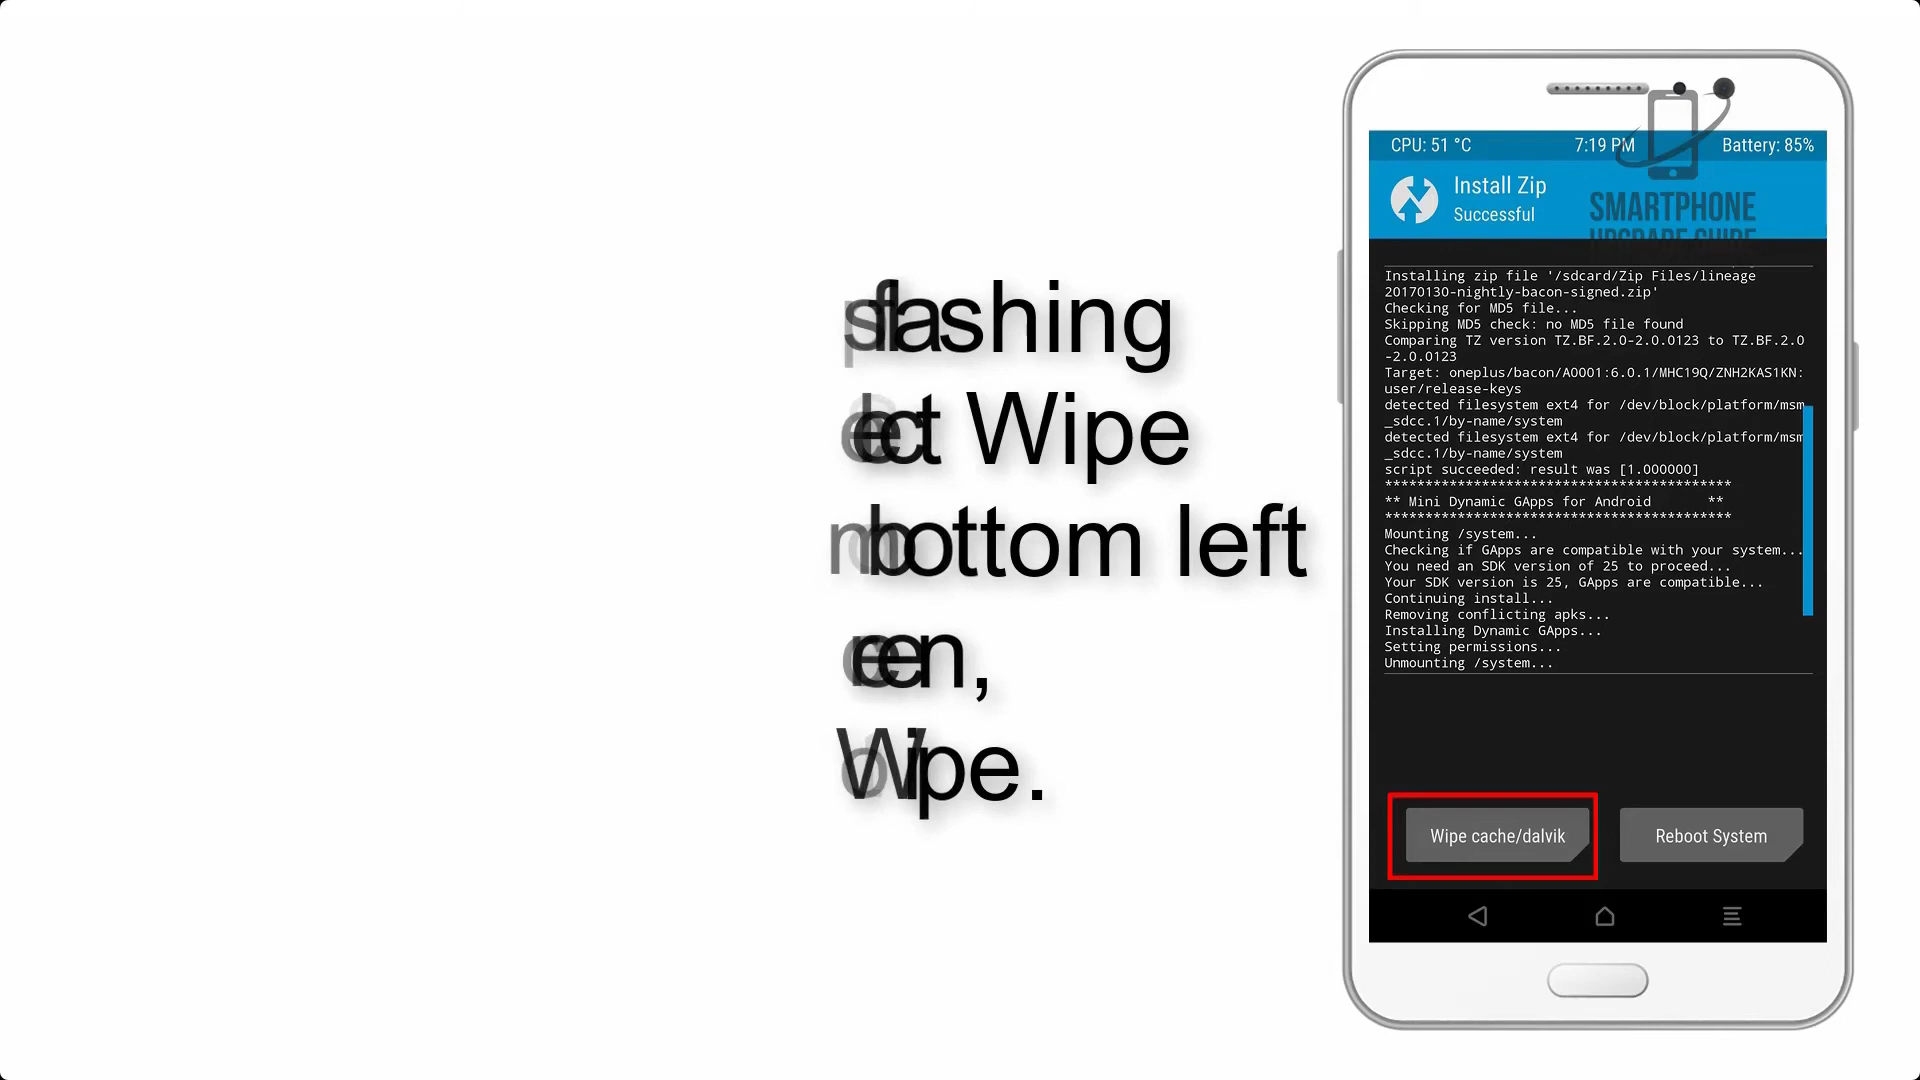 flashing
Wipe
bottom left
Wipe.
CPU: 51 °C
7:19 PM
Battery: 85%
Install Zip
Successful
SMARTPHONE
UPGRADE GUIDE
Installing zip file '/sdcard/Zip Files/lineage
20170130-nightly-bacon-signed.zip'
Checking for MD5 file...
Skipping MD5 check: no MD5 file found
Comparing TZ version TZ.BF.2.0-2.0.0123 to TZ.BF.2.0
-2.0.0123
Target: oneplus/bacon/A0001:6.0.1/MHC19Q/ZNH2KAS1KN:
user/release-keys
detected filesystem ext4 for /dev/block/platform/msm
_sdcc.1/by-name/system
detected filesystem ext4 for /dev/block/platform/msm
_sdcc.1/by-name/system
script succeeded: result was [1.000000]
*******************************************
** Mini Dynamic GApps for Android **
*******************************************
Mounting /system...
Checking if GApps are compatible with your system...
You need an SDK version of 25 to proceed...
Your SDK version is 25, GApps are compatible...
Continuing install...
Removing conflicting apks...
Installing Dynamic GApps...
Setting permissions...
Unmounting /system...
Wipe cache/dalvik
Reboot System